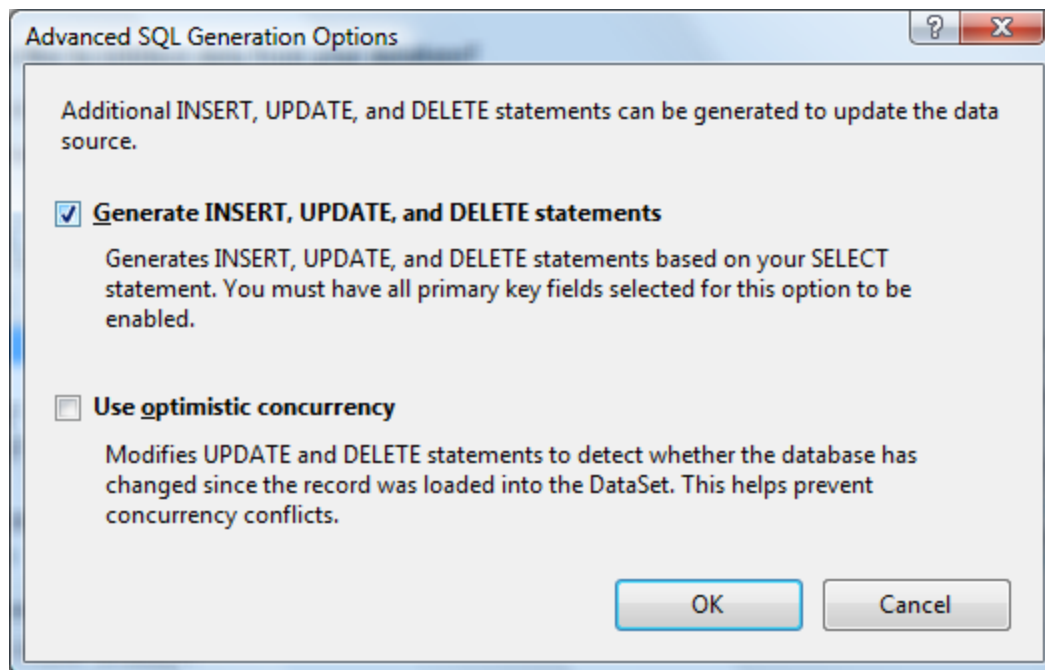 Advanced SQL Generation Options
?
Additional INSERT, UPDATE, and DELETE statements can be generated to update the data
source.
Generate INSERT, UPDATE, and DELETE statements
Generates INSERT, UPDATE, and DELETE statements based on your SELECT
statement. You must have all primary key fields selected for this option to be
enabled.
Use optimistic concurrency
Modifies UPDATE and DELETE statements to detect whether the database has
changed since the record was loaded into the DataSet. This helps prevent
concurrency conflicts.
OK Cancel